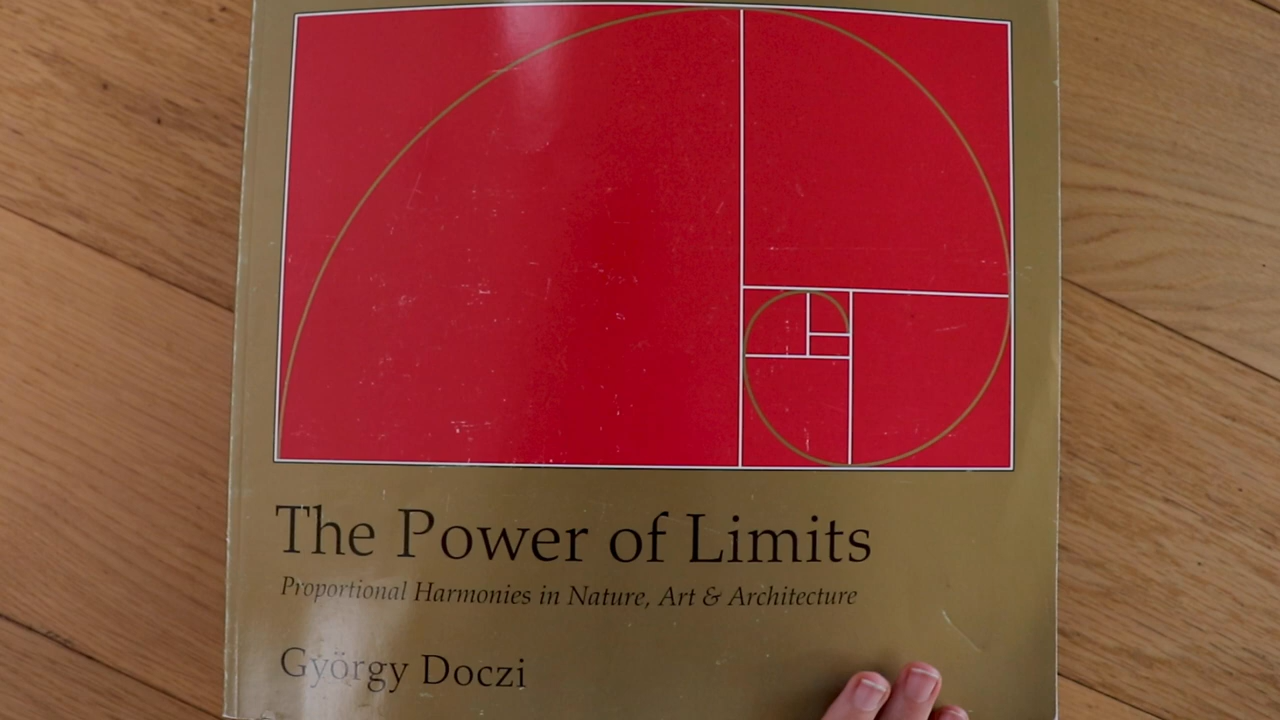 The Power of Limits
Proportional Harmonies in Nature, Art & Architecture
György Doczi